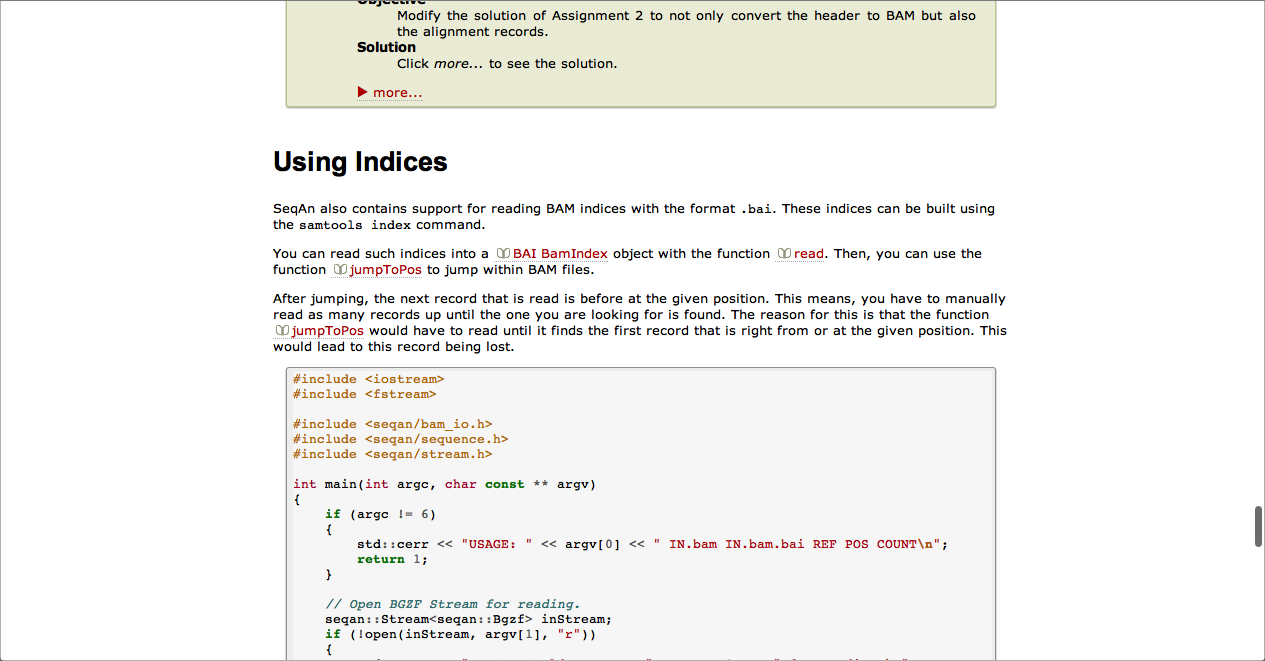 Objective
Modify the solution of Assignment 2 to not only convert the header to BAM but also
the alignment records.
Solution
Click more... to see the solution.
▶ more...
Using Indices
SeqAn also contains support for reading BAM indices with the format .bai. These indices can be built using
the samtools index command.
You can read such indices into a BAI BamIndex object with the function read. Then, you can use the
function jumpToPos to jump within BAM files.
After jumping, the next record that is read is before at the given position. This means, you have to manually
read as many records up until the one you are looking for is found. The reason for this is that the function
jumpToPos would have to read until it finds the first record that is right from or at the given position. This
would lead to this record being lost.
#include <iostream>
#include <fstream>
#include <seqan/bam_io.h>
#include <seqan/sequence.h>
#include <seqan/stream.h>
int main(int argc, char const ** argv)
{
    if (argc != 6)
    {
        std::cerr << "USAGE: " << argv[0] << " IN.bam IN.bam.bai REF POS COUNT\n";
        return 1;
    }
    // Open BGZF Stream for reading.
    seqan::Stream<seqan::Bgzf> inStream;
    if (!open(inStream, argv[1], "r"))
    {